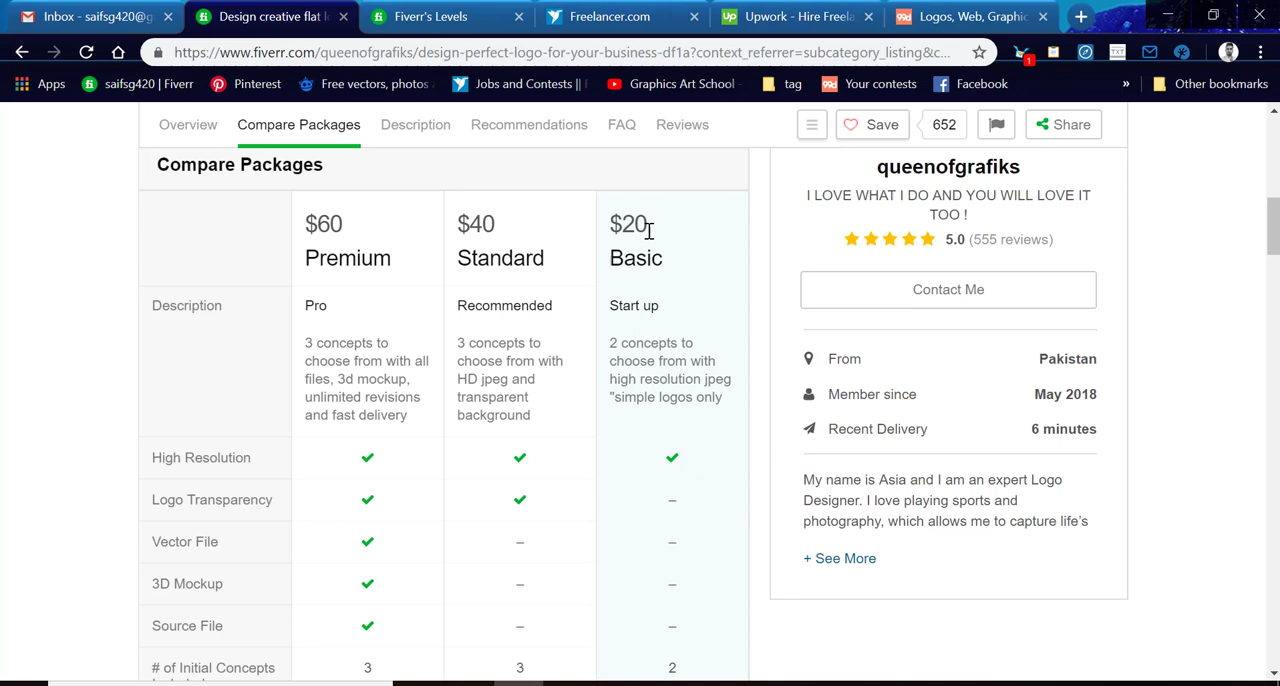 Inbox - saifsg420@g
Design creative flat l
Fiverr's Levels
Freelancer.com
Upwork - Hire Freela
Logos, Web, Graphic
https://www.fiverr.com/queenofgrafiks/design-perfect-logo-for-your-business-df1a?context_referrer=subcategory_listing&c...
Apps
saifsg420 | Fiverr
Pinterest
Free vectors, photos
Jobs and Contests ||
Graphics Art School
tag
Your contests
Facebook
»
Other bookmarks
Overview
Compare Packages
Description
Recommendations
FAQ
Reviews
Save
652
Share
Compare Packages
$60
Premium
$40
Standard
$20
Basic
Description
Pro
3 concepts to
choose from with all
files, 3d mockup,
unlimited revisions
and fast delivery
Recommended
3 concepts to
choose from with
HD jpeg and
transparent
background
Start up
2 concepts to
choose from with
high resolution jpeg
"simple logos only
High Resolution
Logo Transparency
–
Vector File
– –
3D Mockup
– –
Source File
– –
# of Initial Concepts
3 3 2
queenofgrafiks
I LOVE WHAT I DO AND YOU WILL LOVE IT
TOO !
5.0 (555 reviews)
Contact Me
From Pakistan
Member since May 2018
Recent Delivery 6 minutes
My name is Asia and I am an expert Logo
Designer. I love playing sports and
photography, which allows me to capture life's
+ See More